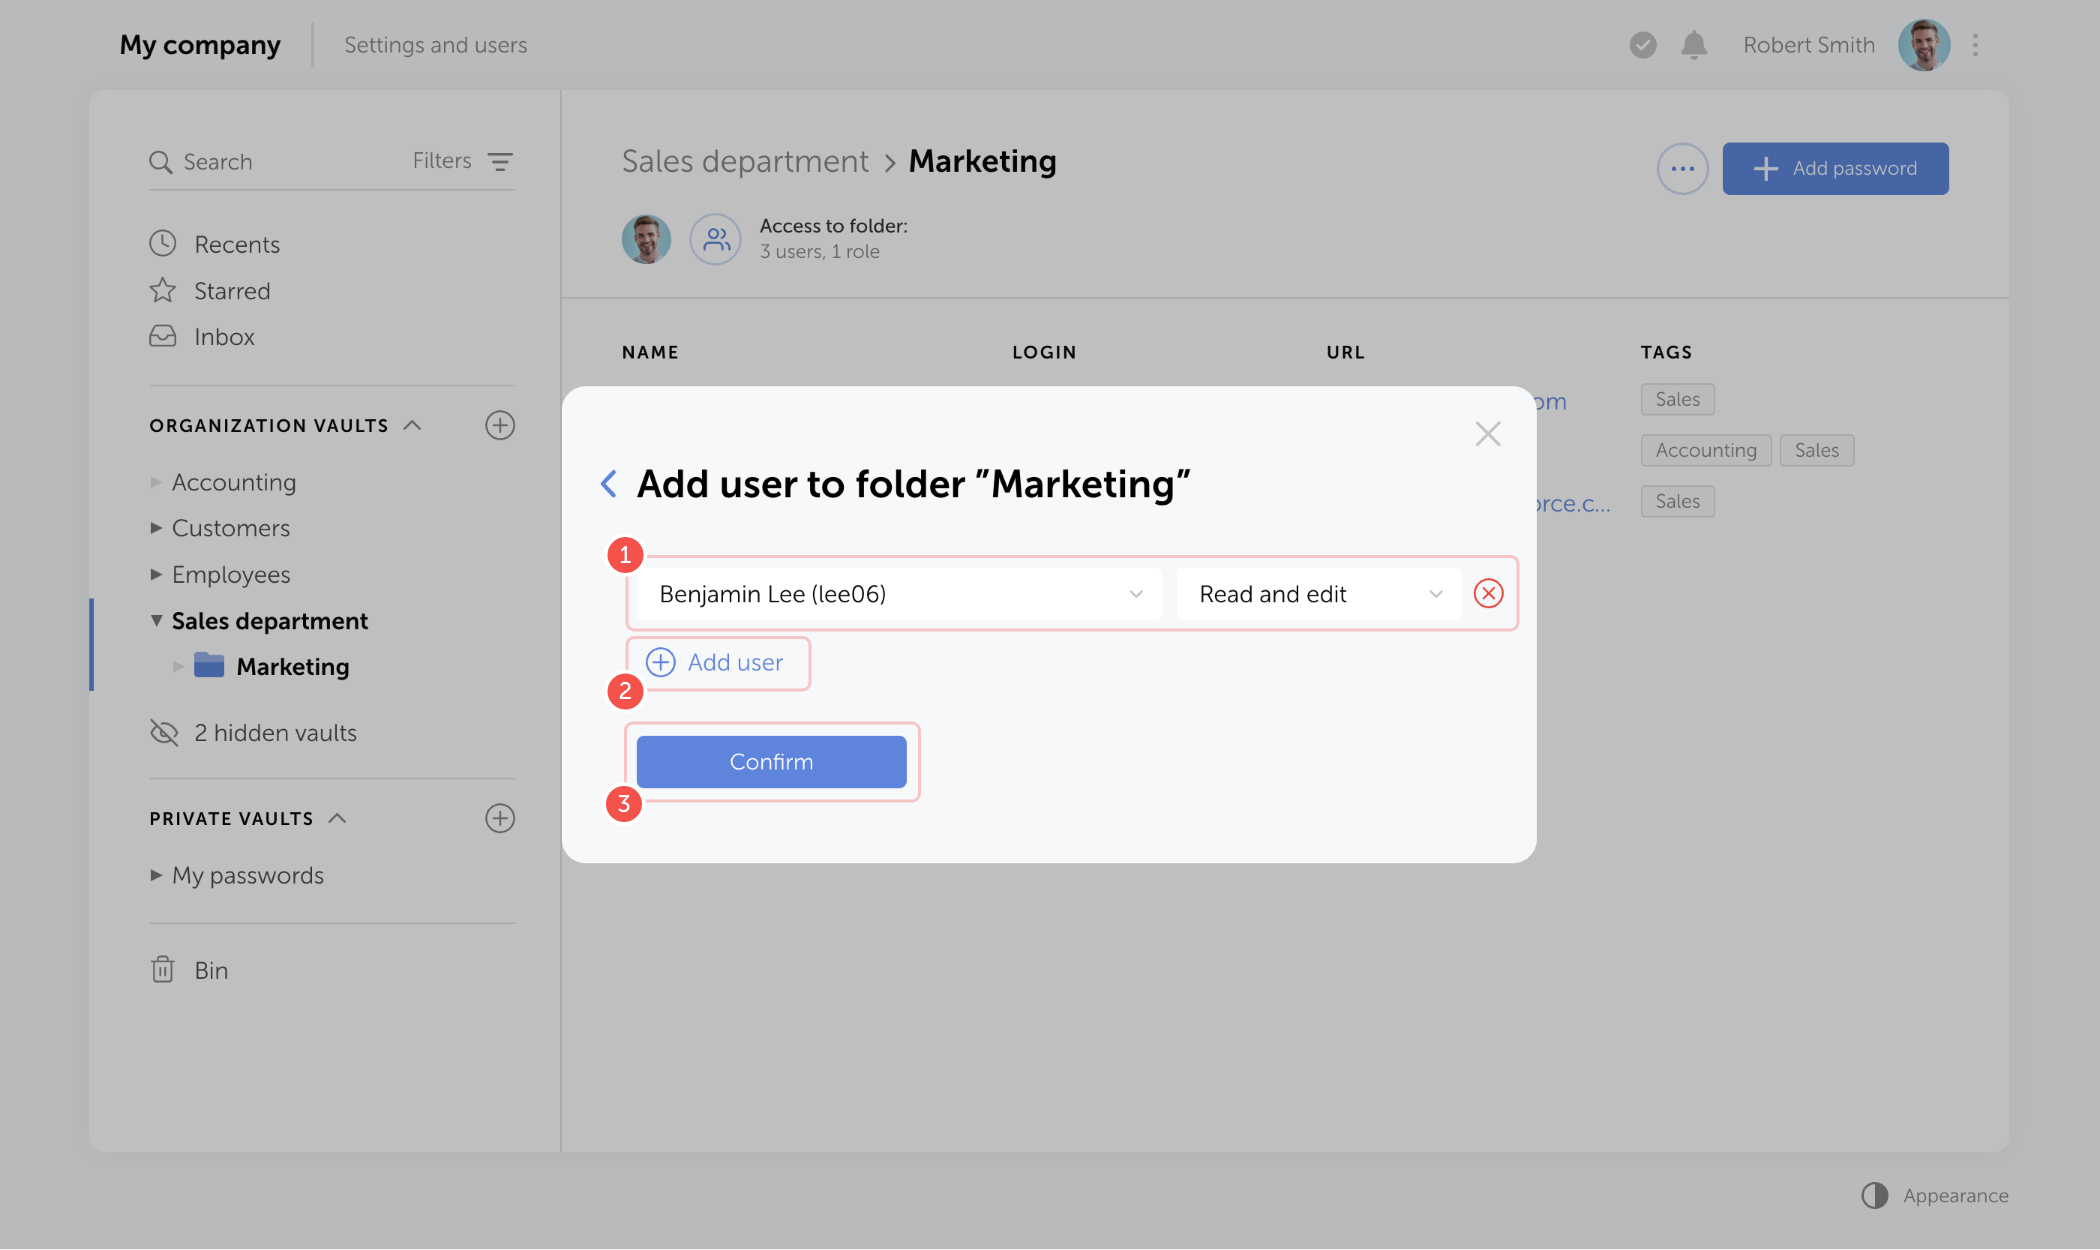 My company
Settings and users
Robert Smith
Search
Filters
Recents
Starred
Inbox
ORGANIZATION VAULTS
Accounting
Customers
Employees
Sales department
Marketing
2 hidden vaults
PRIVATE VAULTS
My passwords
Bin
Sales department > Marketing
Add password
Access to folder:
3 users, 1 role
NAME LOGIN URL TAGS
om Sales
Accounting Sales
orce.c... Sales
Add user to folder ”Marketing”
1
Benjamin Lee (lee06) Read and edit
Add user
2
Confirm
3
Appearance